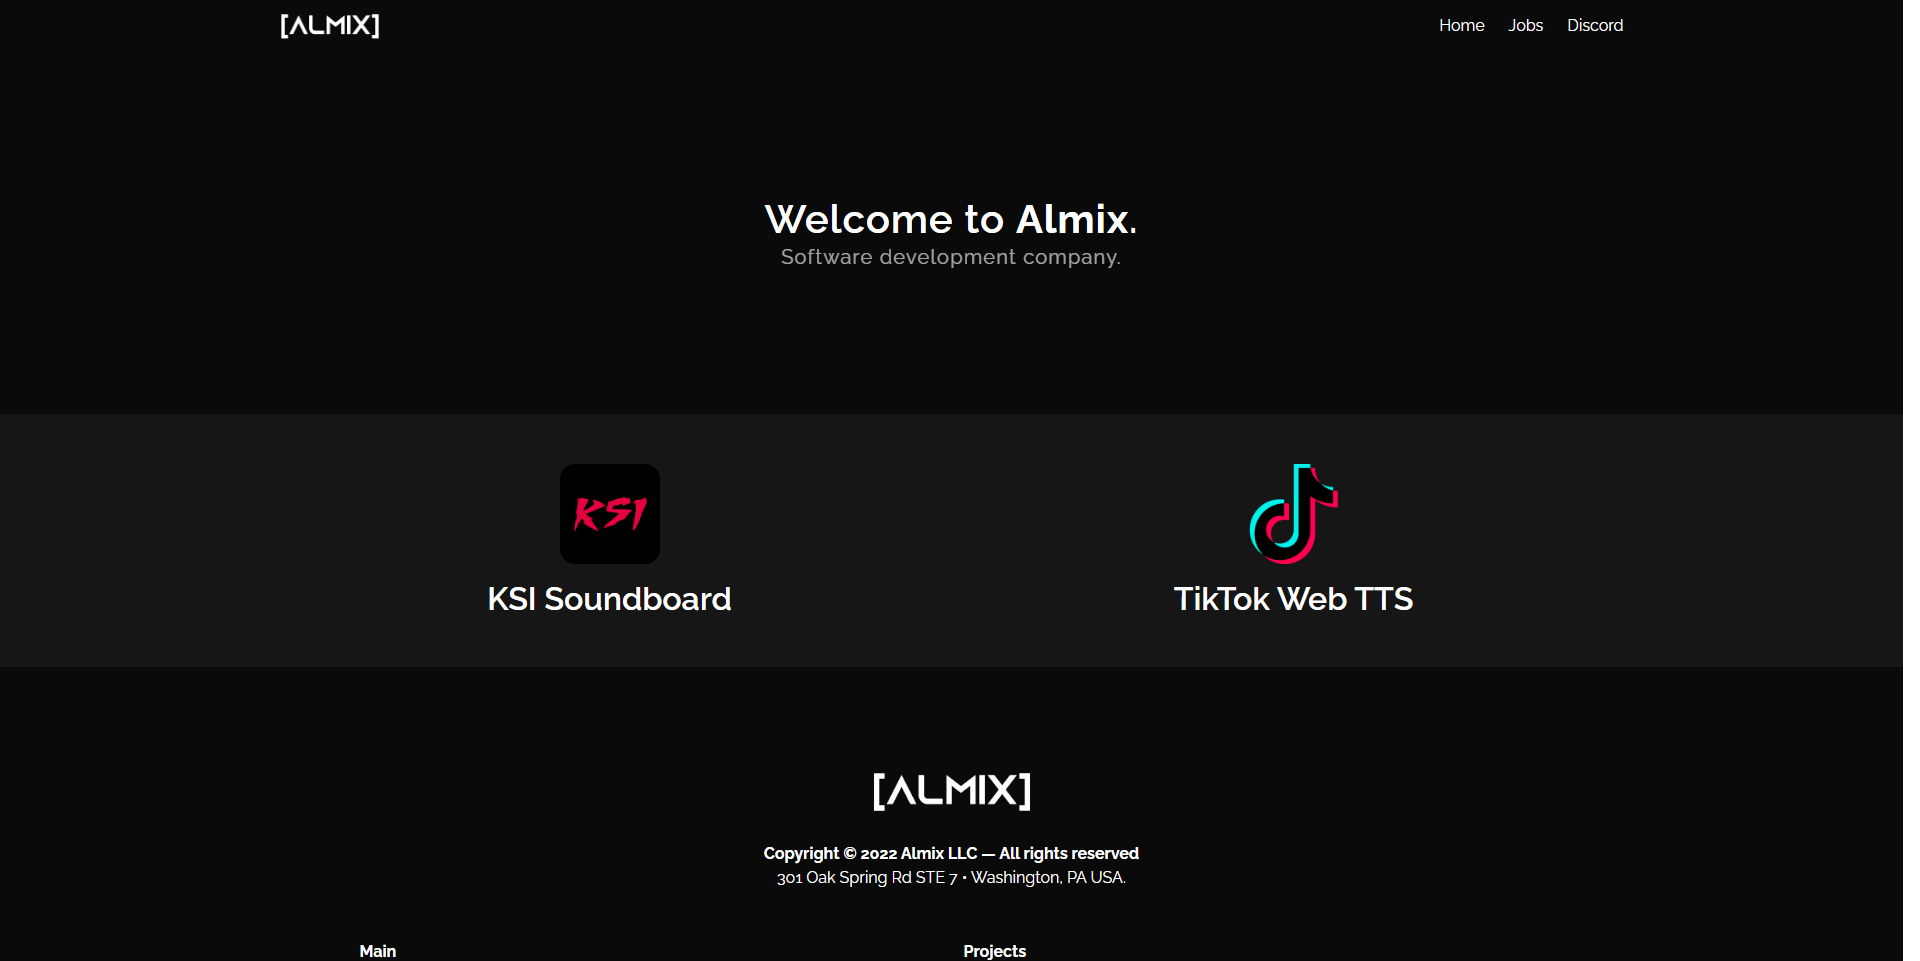 [ALMIX]
Home Jobs Discord
Welcome to Almix.
Software development company.
KSI
KSI Soundboard
TikTok Web TTS
[ALMIX]
Copyright © 2022 Almix LLC — All rights reserved
301 Oak Spring Rd STE 7 • Washington, PA USA.
Main
Projects